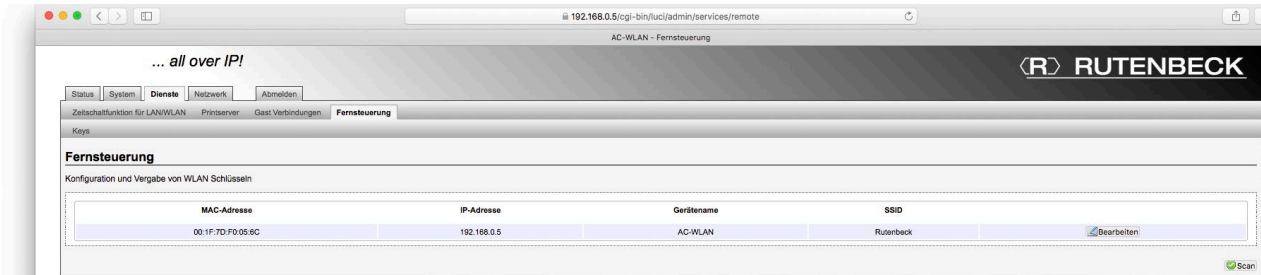 192.168.0.5/cgi-bin/luci/admin/services/remote
AC-WLAN - Fernsteuerung
... all over IP!
⟨R⟩ RUTENBECK
Status System Dienste Netzwerk Abmelden
Zeitschaltfunktion für LAN/WLAN Printserver Gast Verbindungen Fernsteuerung
Keys
Fernsteuerung
Konfiguration und Vergabe von WLAN Schlüsseln
MAC-Adresse IP-Adresse Gerätename SSID
00:1F:7D:F0:05:6C 192.168.0.5 AC-WLAN Rutenbeck Bearbeiten
Scan